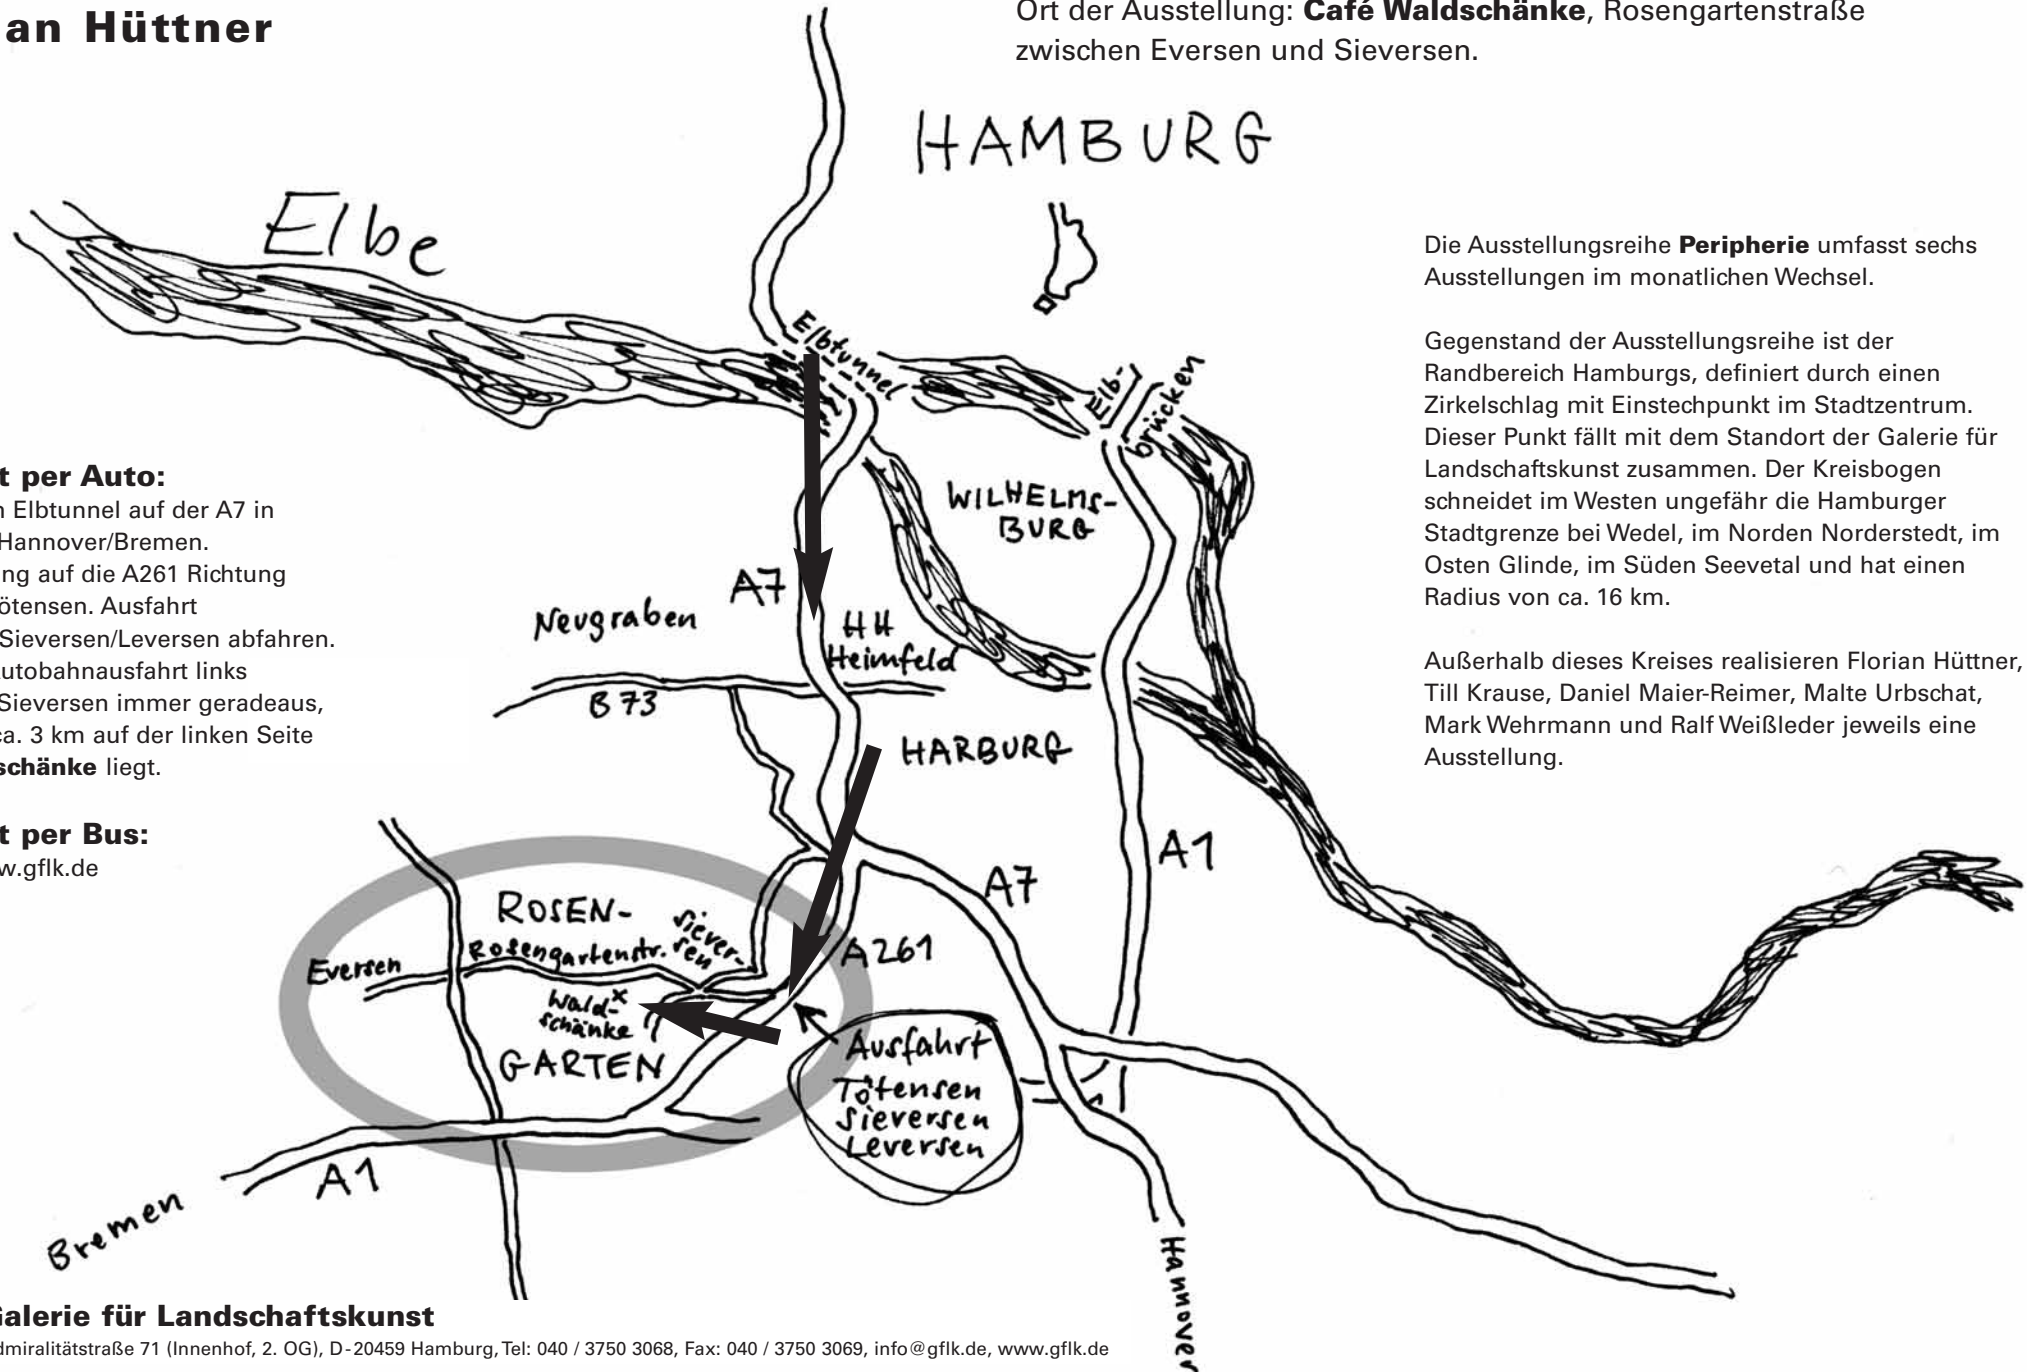 an Hüttner
Ort der Ausstellung: Café Waldschänke, Rosengartenstraße
zwischen Eversen und Sieversen.
HAMBURG
Elbe
Elbtunnel
Elb-
brücken
WILHELMS-
BURG
A7
Neugraben
HH
Heimfeld
B 73
HARBURG
A1
A7
ROSEN-
Siever-
sen
Rosengartenstr.
Eversen
A261
Wald-
schänke
x
GARTEN
Ausfahrt
Tötensen
Sieversen
Leversen
A1
Bremen
Hannover
Die Ausstellungsreihe Peripherie umfasst sechs
Ausstellungen im monatlichen Wechsel.
Gegenstand der Ausstellungsreihe ist der
Randbereich Hamburgs, definiert durch einen
Zirkelschlag mit Einstechpunkt im Stadtzentrum.
Dieser Punkt fällt mit dem Standort der Galerie für
Landschaftskunst zusammen. Der Kreisbogen
schneidet im Westen ungefähr die Hamburger
Stadtgrenze bei Wedel, im Norden Norderstedt, im
Osten Glinde, im Süden Seevetal und hat einen
Radius von ca. 16 km.
Außerhalb dieses Kreises realisieren Florian Hüttner,
Till Krause, Daniel Maier-Reimer, Malte Urbschat,
Mark Wehrmann und Ralf Weißleder jeweils eine
Ausstellung.
t per Auto:
n Elbtunnel auf der A7 in
Hannover/Bremen.
ng auf die A261 Richtung
ötensen. Ausfahrt
Sieversen/Leversen abfahren.
utobahnausfahrt links
Sieversen immer geradeaus,
ca. 3 km auf der linken Seite
schänke liegt.
t per Bus:
w.gflk.de
Galerie für Landschaftskunst
dmiralitätstraße 71 (Innenhof, 2. OG), D-20459 Hamburg, Tel: 040 / 3750 3068, Fax: 040 / 3750 3069, info@gflk.de, www.gflk.de